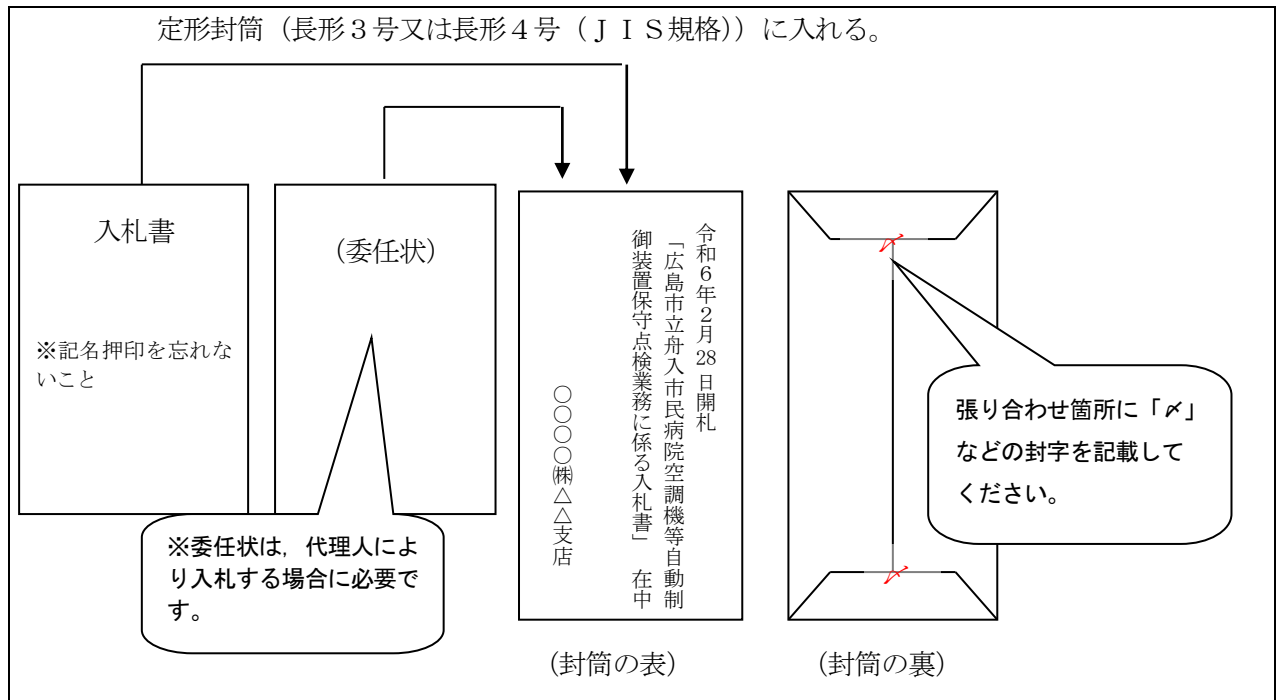 定形封筒（長形３号又は長形４号（ＪＩＳ規格））に入れる。
入札書
※記名押印を忘れな
いこと
（委任状）
※委任状は，代理人によ
り入札する場合に必要で
す。
令和６年２月28日開札
「広島市立舟入市民病院空調機等自動制
御装置保守点検業務に係る入札書」　在中
〇〇〇〇㈱△△支店
（封筒の表）
〆
張り合わせ箇所に「〆」
などの封字を記載して
ください。
〆
（封筒の裏）